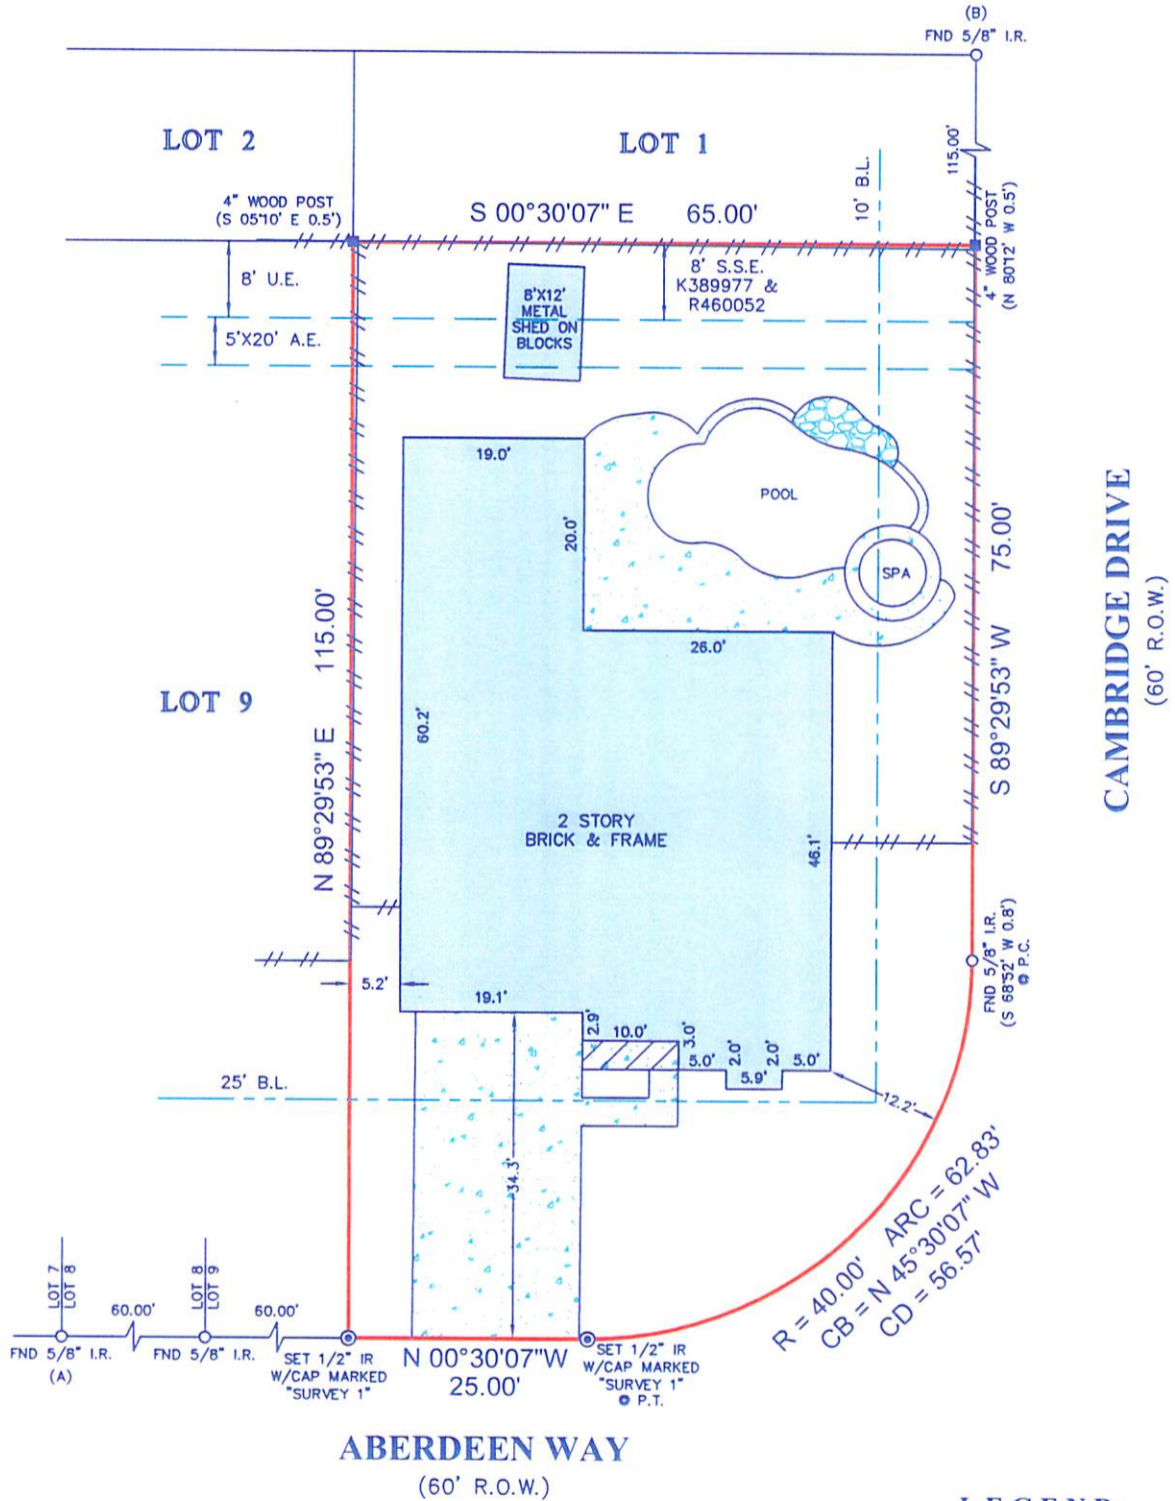 (B)
FND 5/8" I.R.
LOT 2
LOT 1
115.00'
10' B.L.
4" WOOD POST
(S 05°10' E 0.5')
S 00°30'07" E 65.00'
4" WOOD POST
(N 80°12' W 0.5')
8' U.E.
8' S.S.E.
K389977 &
R460052
8'X12'
METAL
SHED ON
BLOCKS
5'X20' A.E.
19.0'
20.0'
POOL
SPA
26.0'
CAMBRIDGE DRIVE
(60' R.O.W.)
S 89°29'53" W 75.00'
N 89°29'53" E 115.00'
LOT 9
60.2'
2 STORY
BRICK & FRAME
46.1'
FND 5/8" I.R.
(S 68°52' W 0.8')
@ P.C.
5.2'
19.1'
2.9'
10.0'
3.0'
5.0'
2.0'
2.0'
5.0'
5.9'
25' B.L.
12.2'
34.3'
R = 40.00' ARC = 62.83'
CB = N 45°30'07" W
CD = 56.57'
LOT 7
LOT 8
LOT 8
LOT 9
60.00'
60.00'
FND 5/8" I.R.
(A)
FND 5/8" I.R.
SET 1/2" IR
W/CAP MARKED
"SURVEY 1"
N 00°30'07"W
25.00'
SET 1/2" IR
W/CAP MARKED
"SURVEY 1"
@ P.T.
ABERDEEN WAY
(60' R.O.W.)
LEGEND